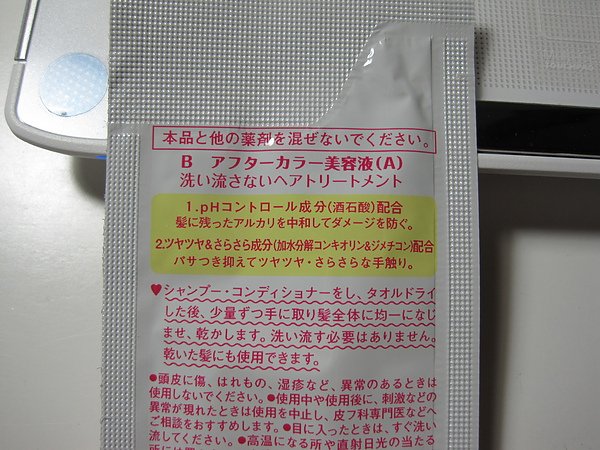 本品と他の薬剤を混ぜないでください。
B アフターカラー美容液(A)
洗い流さないヘアトリートメント
1.pHコントロール成分(酒石酸)配合
髪に残ったアルカリを中和してダメージを防ぐ。
2.ツヤツヤ&さらさら成分(加水分解コンキオリン&ジメチコン)配合
パサつき抑えてツヤツヤ・さらさらな手触り。
♥シャンプー・コンディショナーをし、タオルドライ
した後、少量ずつ手に取り髪全体に均一になじ
ませ、乾かします。洗い流す必要はありません。
乾いた髪にも使用できます。
●頭皮に傷、はれもの、湿疹など、異常のあるときは
使用しないでください。●使用中や使用後に、刺激などの
異常が現れたときは使用を中止し、皮フ科専門医などへ
ご相談をおすすめします。●目に入ったときは、すぐ洗い
流してください。●高温になる所や直射日光の当たる